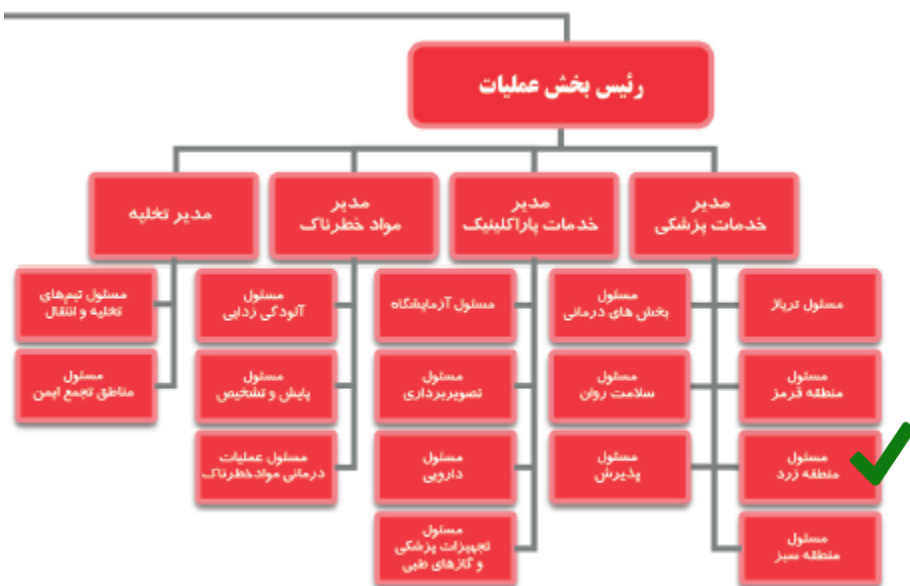 رئیس بخش عملیات
مدیر
خدمات پزشکی
مدیر
خدمات پاراکلینیک
مدیر
مواد خطرناک
مدیر تخلیه
مسئول تریاژ
مسئول
منطقه قرمز
مسئول
منطقه زرد
مسئول
منطقه سبز
مسئول
بخش های درمانی
مسئول
سلامت روان
مسئول
پذیرش
مسئول آزمایشگاه
مسئول
تصویربرداری
مسئول
دارویی
مسئول
تجهیزات پزشکی
و گازهای طبی
مسئول
آلودگی زدایی
مسئول
پایش و تشخیص
مسئول عملیات
درمانی موادخطرناک
مسئول تیم‌های
تخلیه و انتقال
مسئول
مناطق تجمع ایمن